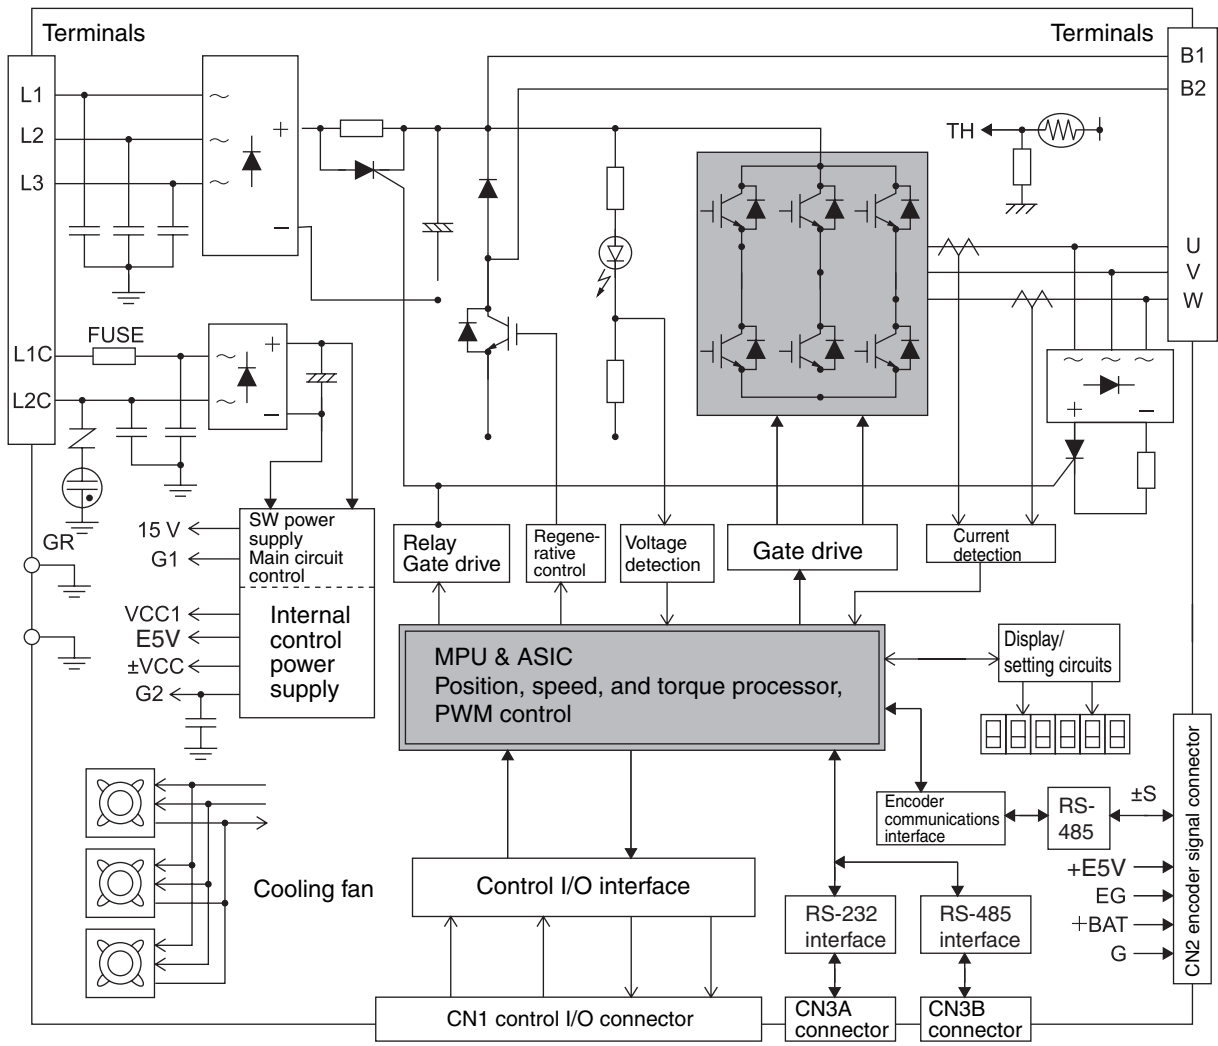 Terminals
Terminals
B1
B2
L1
L2
L3
+
−
TH
U
V
W
FUSE
L1C
L2C
+
−
+
−
GR
15 V
G1
SW power
supply
Main circuit
control
VCC1
E5V
±VCC
G2
Internal
control
power
supply
Relay
Gate drive
Regene-
rative
control
Voltage
detection
Gate drive
Current
detection
MPU & ASIC
Position, speed, and torque processor,
PWM control
Display/
setting circuits
Encoder
communications
interface
RS-
485
±S
+E5V
EG
+BAT
G
CN2 encoder signal connector
Cooling fan
Control I/O interface
RS-232
interface
RS-485
interface
CN1 control I/O connector
CN3A
connector
CN3B
connector